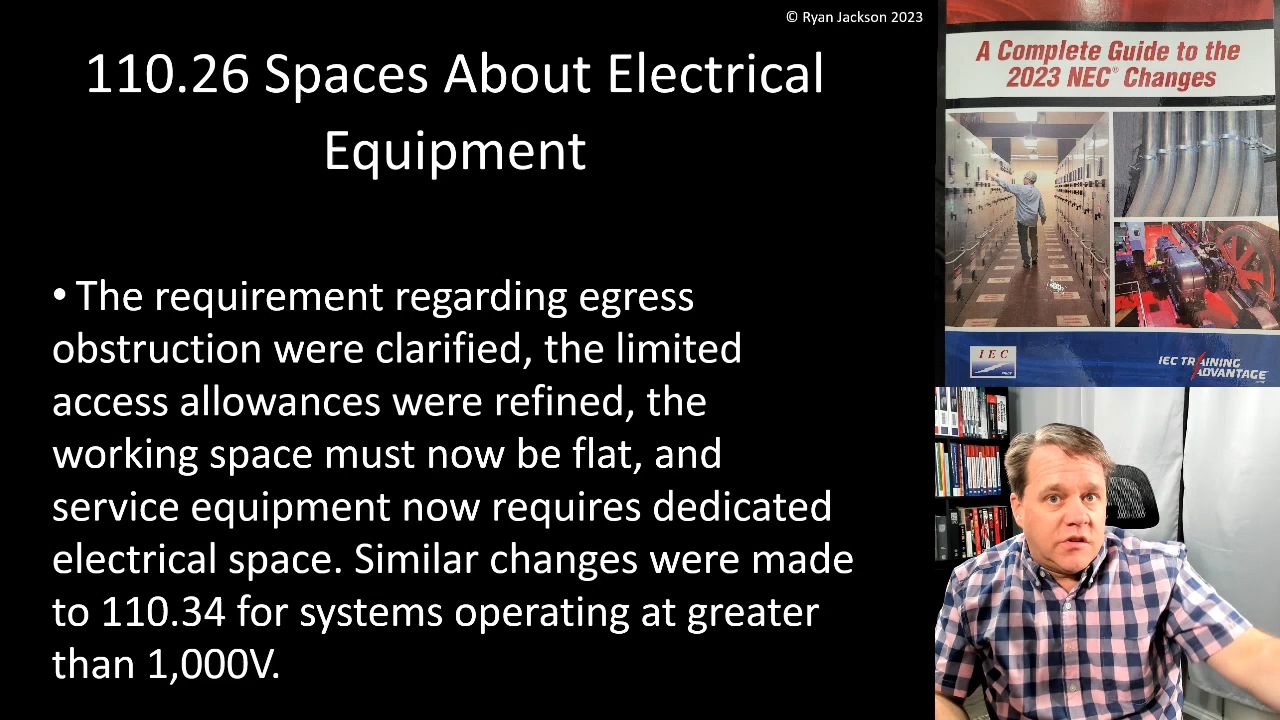 © Ryan Jackson 2023
110.26 Spaces About Electrical
Equipment
• The requirement regarding egress
obstruction were clarified, the limited
access allowances were refined, the
working space must now be flat, and
service equipment now requires dedicated
electrical space. Similar changes were made
to 110.34 for systems operating at greater
than 1,000V.
A Complete Guide to the
2023 NEC® Changes
IEC
IEC TRAINING
ADVANTAGE